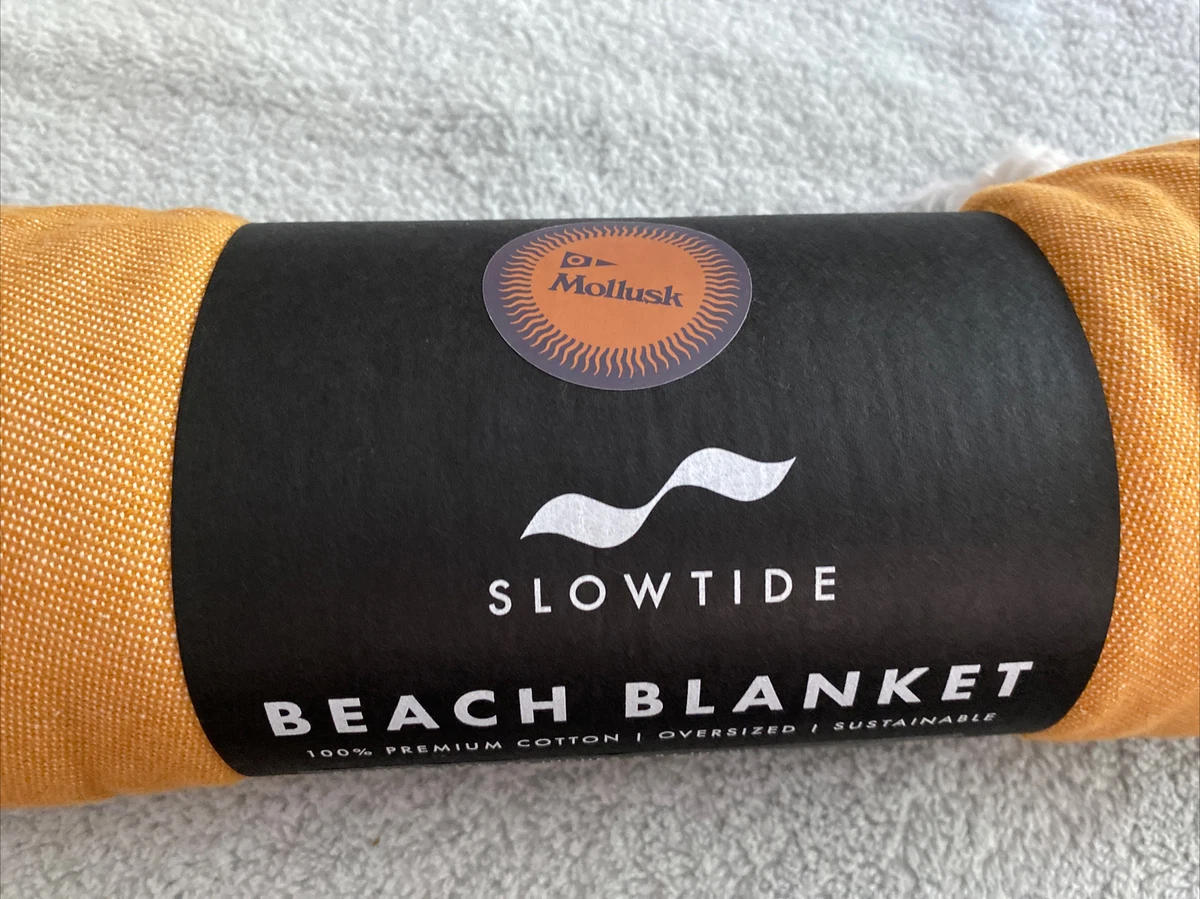 Mollusk
SLOWTIDE
BEACH BLANKET
100% PREMIUM COTTON | OVERSIZED | SUSTAINABLE